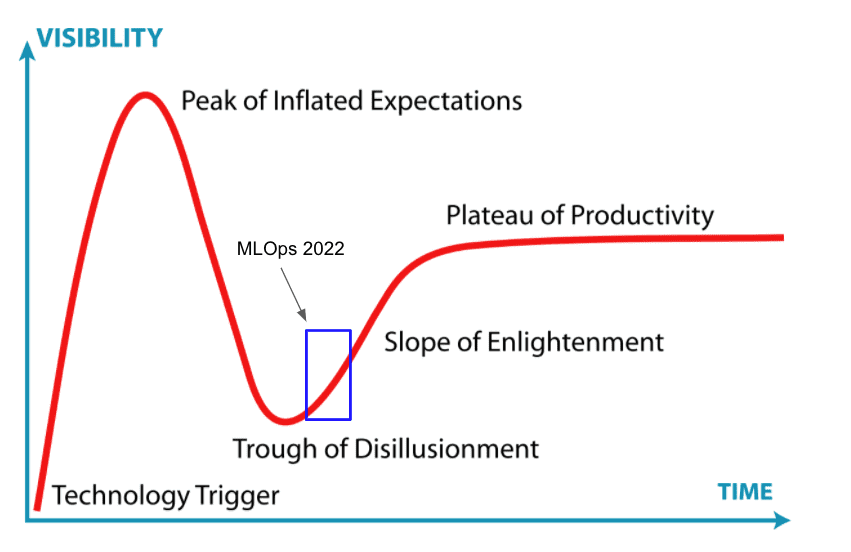 VISIBILITY
Peak of Inflated Expectations
Plateau of Productivity
MLOps 2022
Slope of Enlightenment
Trough of Disillusionment
Technology Trigger
TIME